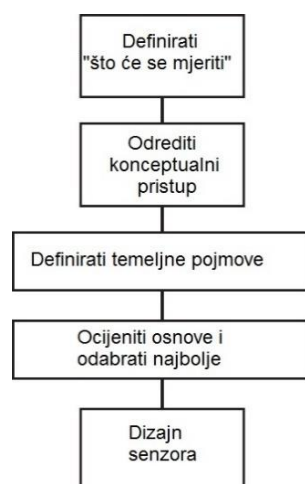 Definirati
"što će se mjeriti"
Odrediti
konceptualni
pristup
Definirati temeljne pojmove
Ocijeniti osnove i
odabrati najbolje
Dizajn
senzora